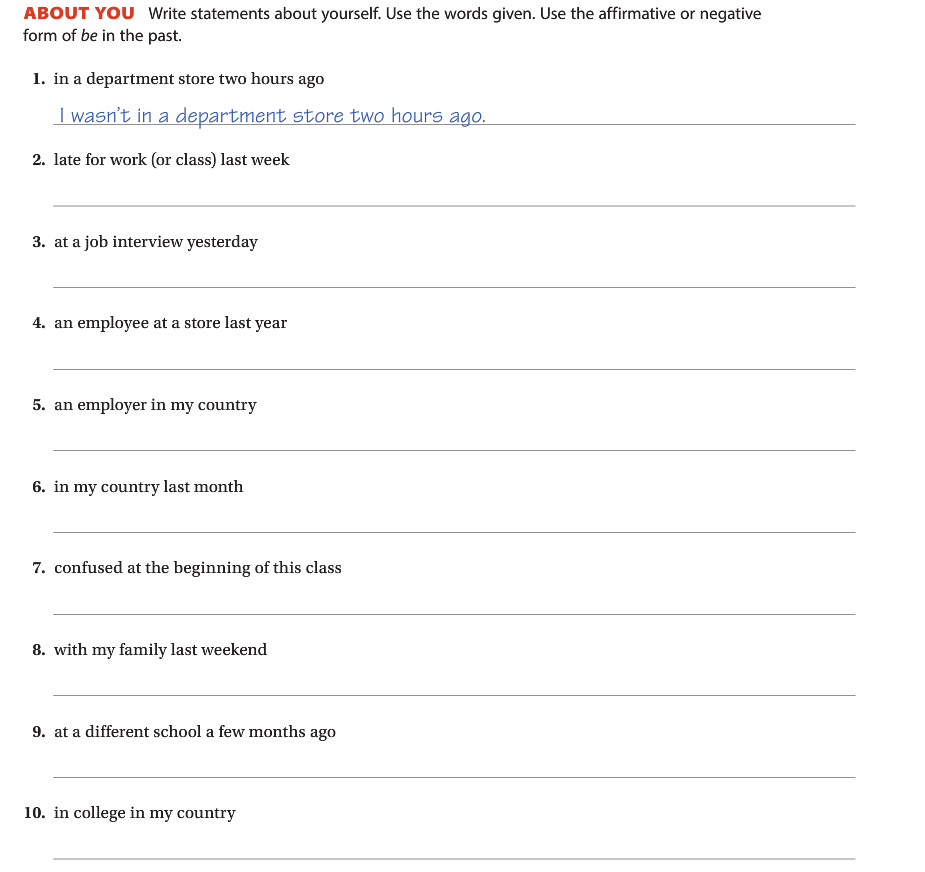 ABOUT YOU Write statements about yourself. Use the words given. Use the affirmative or negative
form of be in the past.
1. in a department store two hours ago
I wasn't in a department store two hours ago.
2. late for work (or class) last week
3. at a job interview yesterday
4. an employee at a store last year
5. an employer in my country
6. in my country last month
7. confused at the beginning of this class
8. with my family last weekend
9. at a different school a few months ago
10. in college in my country